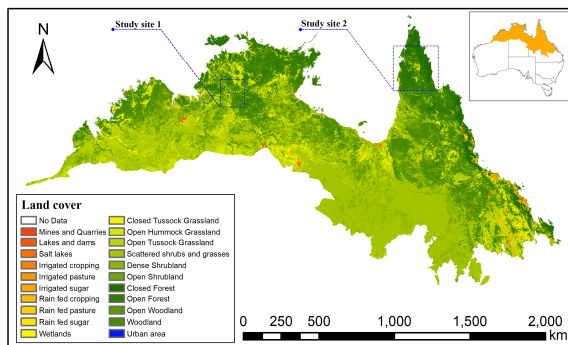 Study site 1
Study site 2
N
Land cover
No Data
Mines and Quarries
Lakes and dams
Salt lakes
Irrigated cropping
Irrigated pasture
Irrigated sugar
Rain fed cropping
Rain fed pasture
Rain fed sugar
Wetlands
Closed Tussock Grassland
Open Hummock Grassland
Open Tussock Grassland
Scattered shrubs and grasses
Dense Shrubland
Open Shrubland
Closed Forest
Open Forest
Open Woodland
Woodland
Urban area
0 250 500 1,000 1,500 2,000
km